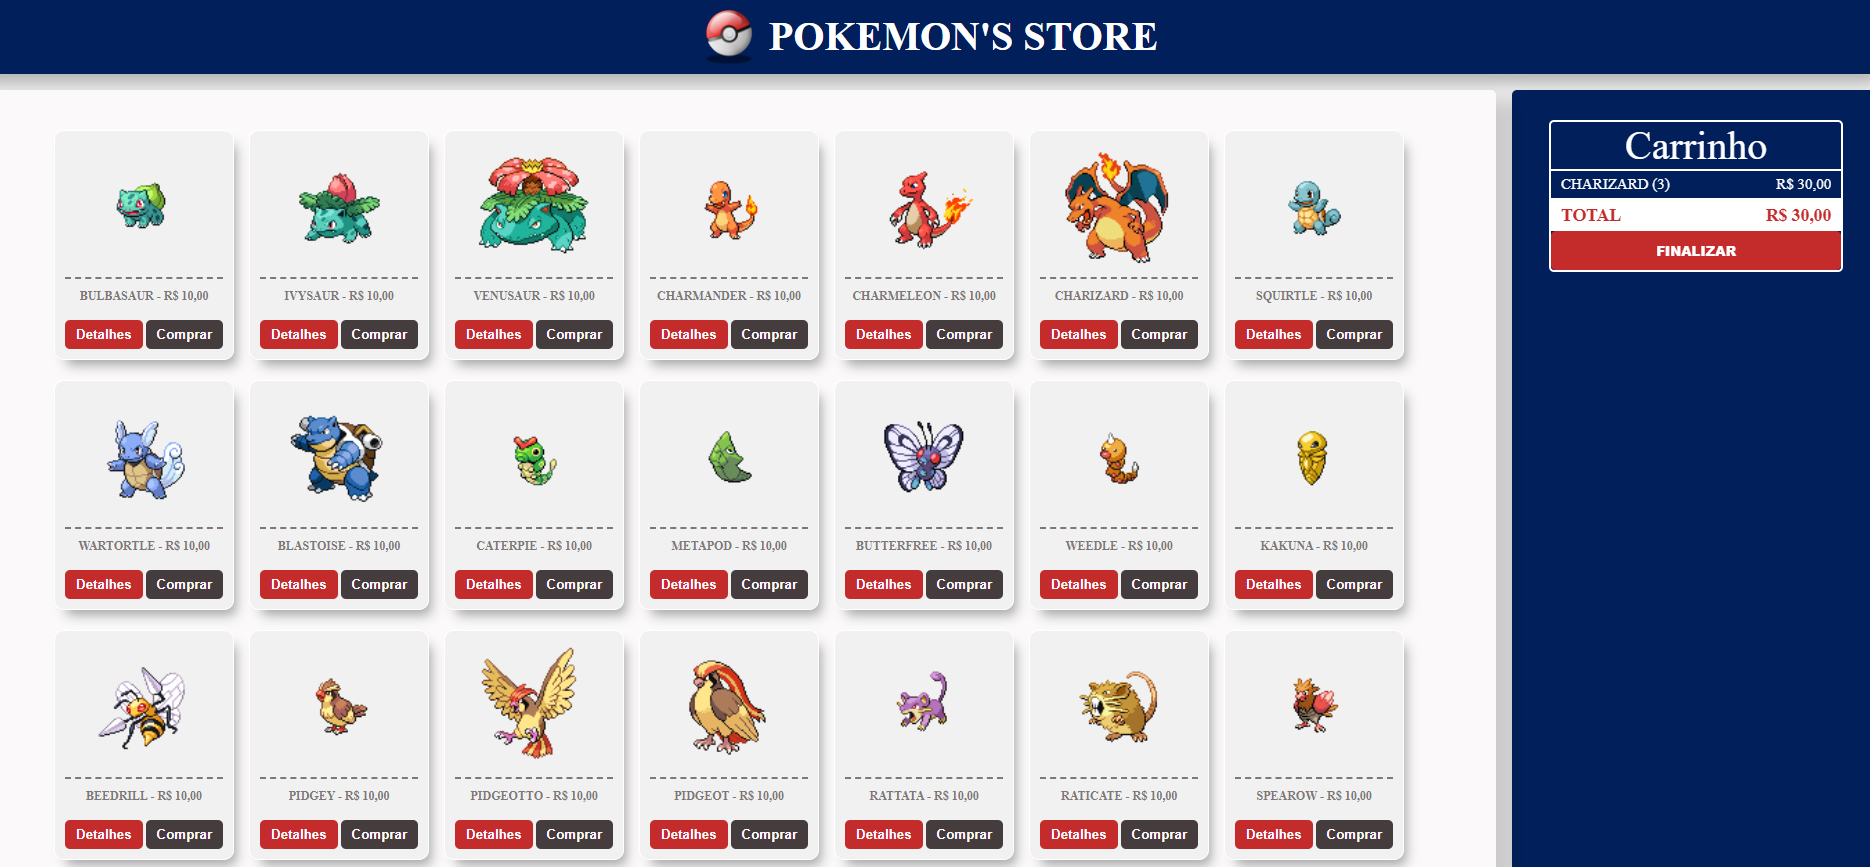 POKEMON'S STORE
BULBASAUR - R$ 10,00
Detalhes Comprar
IVYSAUR - R$ 10,00
Detalhes Comprar
VENUSAUR - R$ 10,00
Detalhes Comprar
CHARMANDER - R$ 10,00
Detalhes Comprar
CHARMELEON - R$ 10,00
Detalhes Comprar
CHARIZARD - R$ 10,00
Detalhes Comprar
SQUIRTLE - R$ 10,00
Detalhes Comprar
WARTORTLE - R$ 10,00
Detalhes Comprar
BLASTOISE - R$ 10,00
Detalhes Comprar
CATERPIE - R$ 10,00
Detalhes Comprar
METAPOD - R$ 10,00
Detalhes Comprar
BUTTERFREE - R$ 10,00
Detalhes Comprar
WEEDLE - R$ 10,00
Detalhes Comprar
KAKUNA - R$ 10,00
Detalhes Comprar
BEEDRILL - R$ 10,00
Detalhes Comprar
PIDGEY - R$ 10,00
Detalhes Comprar
PIDGEOTTO - R$ 10,00
Detalhes Comprar
PIDGEOT - R$ 10,00
Detalhes Comprar
RATTATA - R$ 10,00
Detalhes Comprar
RATICATE - R$ 10,00
Detalhes Comprar
SPEAROW - R$ 10,00
Detalhes Comprar
Carrinho
CHARIZARD (3) R$ 30,00
TOTAL R$ 30,00
FINALIZAR